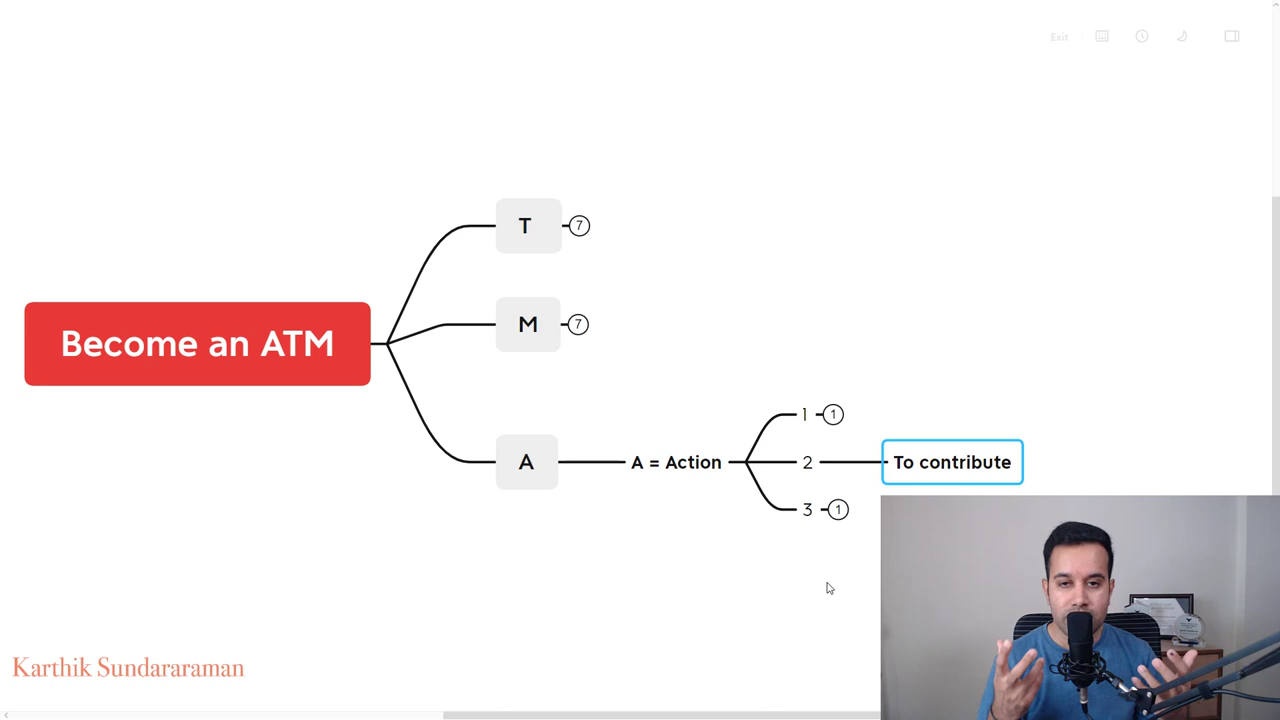 Exit
T
7
M
7
Become an ATM
A
A = Action
1
1
2
To contribute
3
1
Karthik Sundararaman